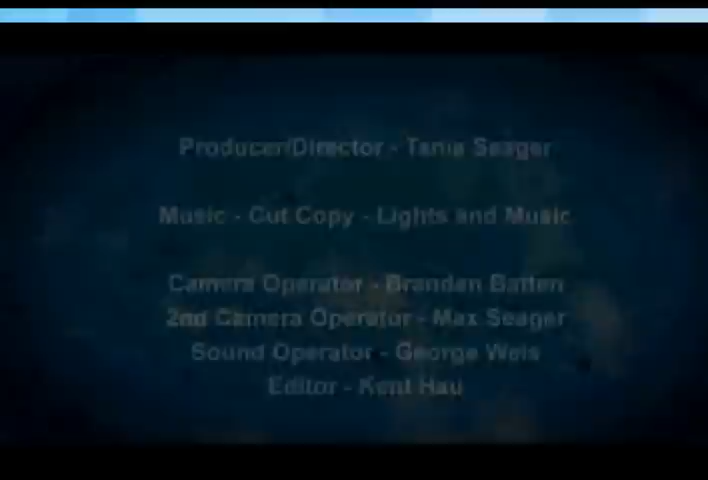 Producer/Director - Tania Seager
Music - Cut Copy - Lights and Music
Camera Operator - Brandan Batten
2nd Camera Operator - Max Seager
Sound Operator - George Weis
Editor - Kent Hau